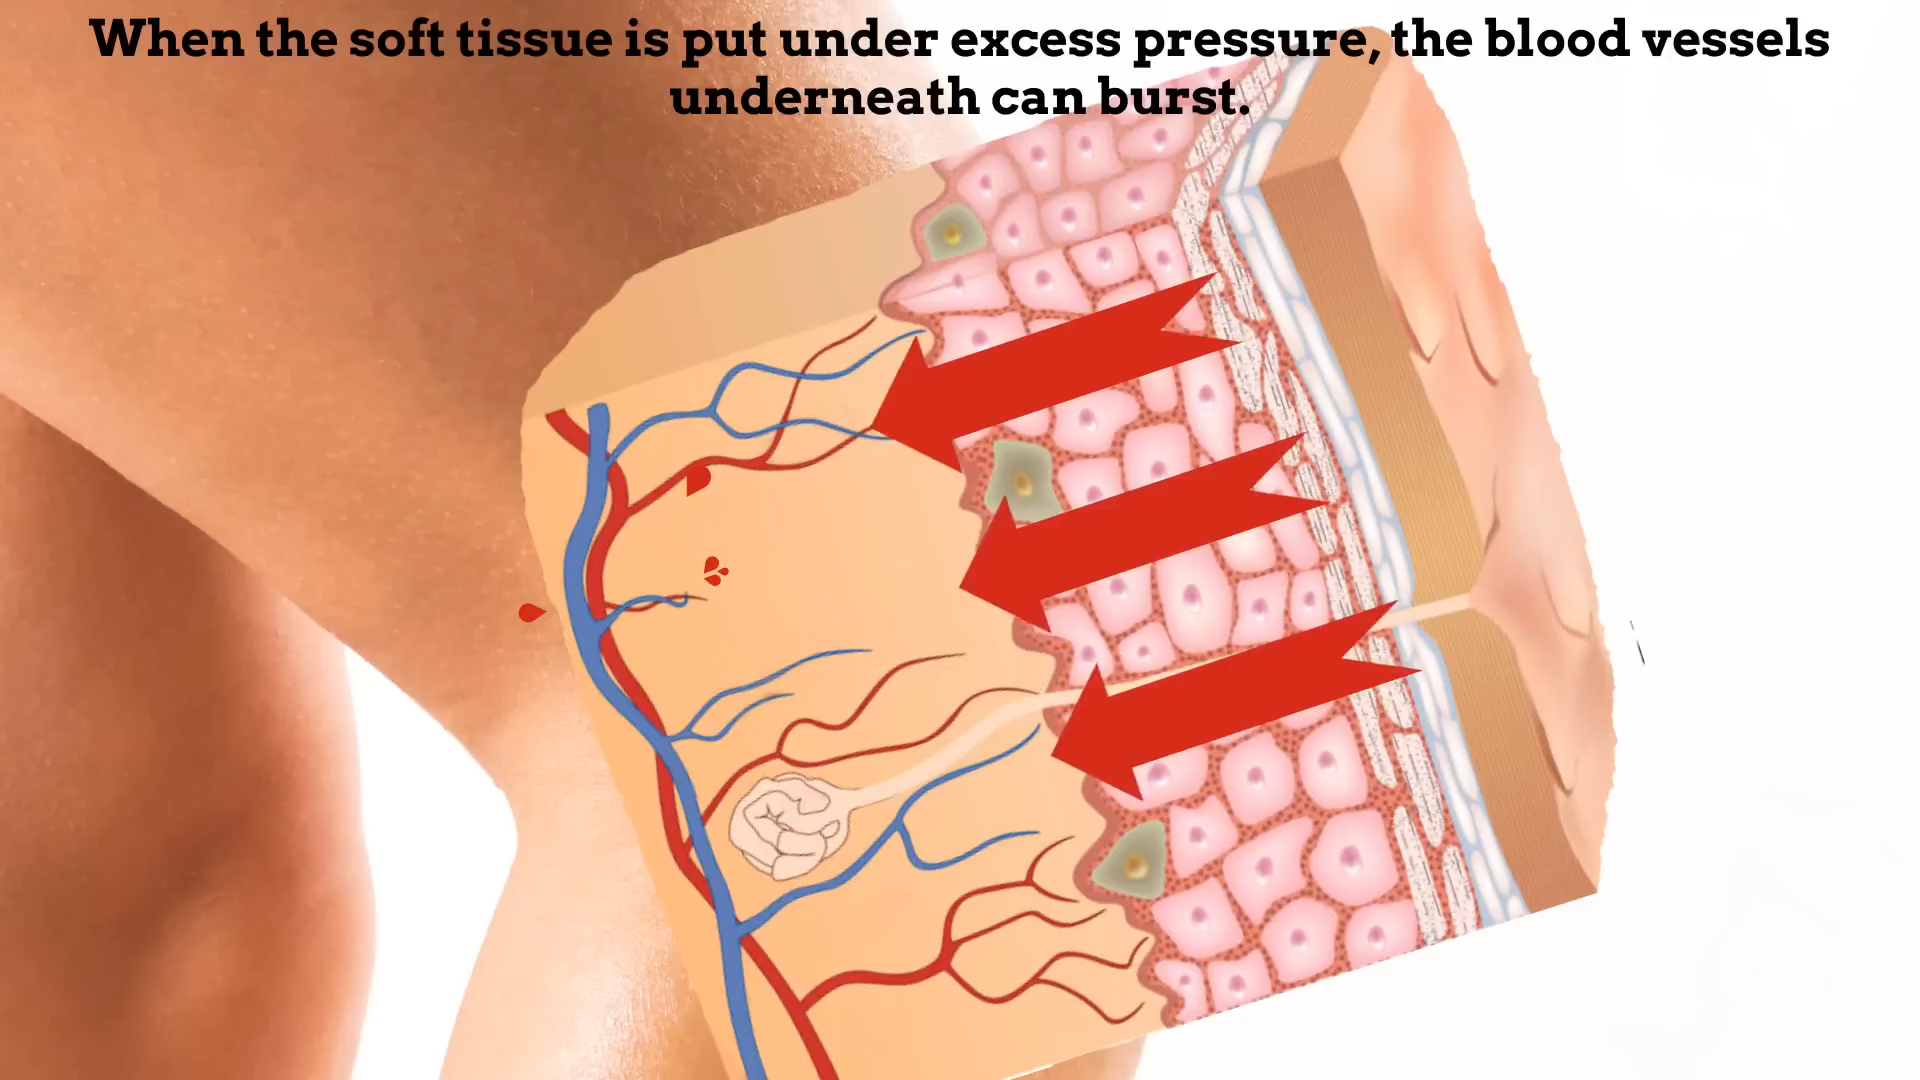 When the soft tissue is put under excess pressure, the blood vessels
underneath can burst.